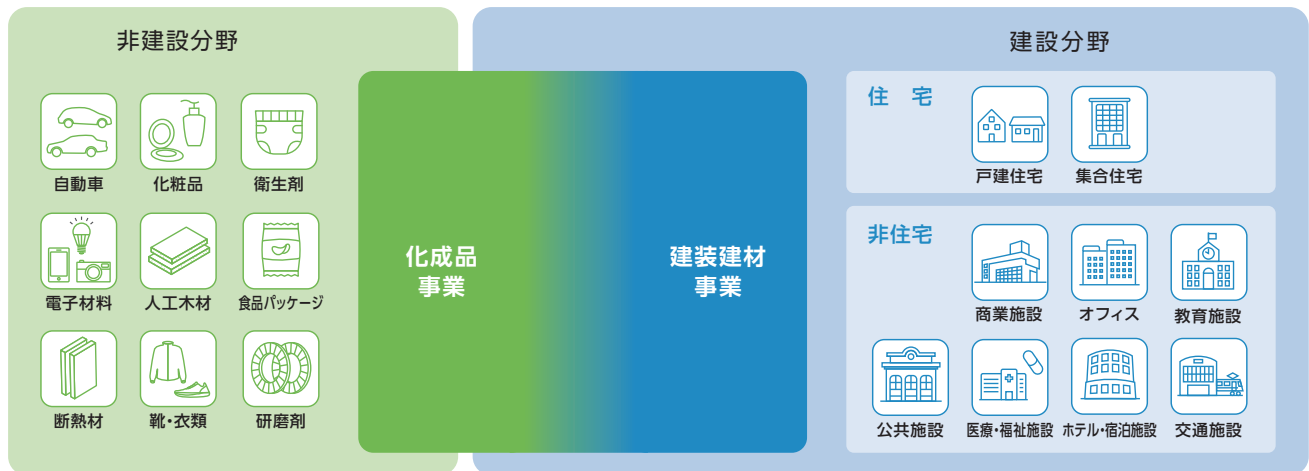 非建設分野
自動車
化粧品
衛生剤
電子材料
人工木材
食品パッケージ
断熱材
靴・衣類
研磨剤
化成品
事業
建装建材
事業
建設分野
住 宅
戸建住宅
集合住宅
非住宅
商業施設
オフィス
教育施設
公共施設
医療・福祉施設
ホテル・宿泊施設
交通施設